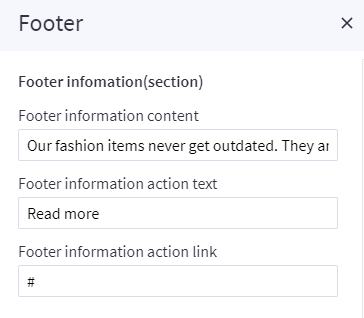 Footer
Footer infomation(section)
Footer information content
Our fashion items never get outdated. They
Footer information action text
Read more
Footer information action link
#